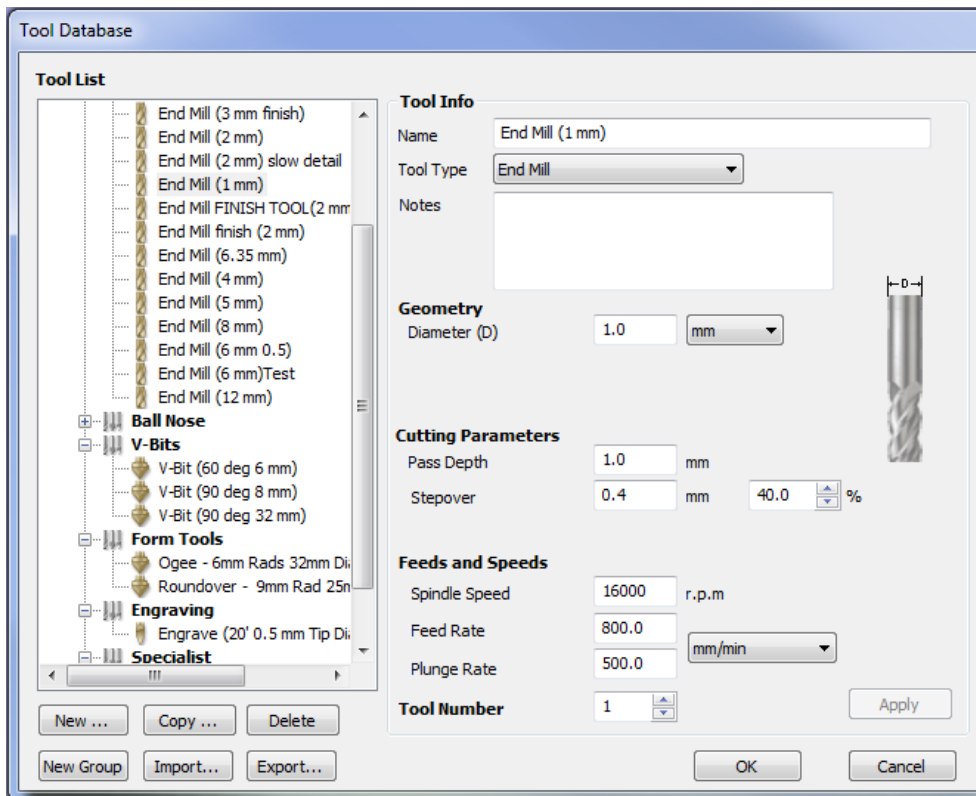 Tool Database
Tool List
End Mill (3 mm finish)
End Mill (2 mm)
End Mill (2 mm) slow detail
End Mill (1 mm)
End Mill FINISH TOOL(2 mm
End Mill finish (2 mm)
End Mill (6.35 mm)
End Mill (4 mm)
End Mill (5 mm)
End Mill (8 mm)
End Mill (6 mm 0.5)
End Mill (6 mm)Test
End Mill (12 mm)
Ball Nose
V-Bits
V-Bit (60 deg 6 mm)
V-Bit (90 deg 8 mm)
V-Bit (90 deg 32 mm)
Form Tools
Ogee - 6mm Rads 32mm Di
Roundover - 9mm Rad 25m
Engraving
Engrave (20' 0.5 mm Tip Di
Specialist
New ...
Copy ...
Delete
New Group
Import...
Export...
Tool Info
Name End Mill (1 mm)
Tool Type End Mill
Notes
D
Geometry
Diameter (D) 1.0 mm
Cutting Parameters
Pass Depth 1.0 mm
Stepover 0.4 mm 40.0 %
Feeds and Speeds
Spindle Speed 16000 r.p.m
Feed Rate 800.0
mm/min
Plunge Rate 500.0
Tool Number 1
Apply
OK
Cancel